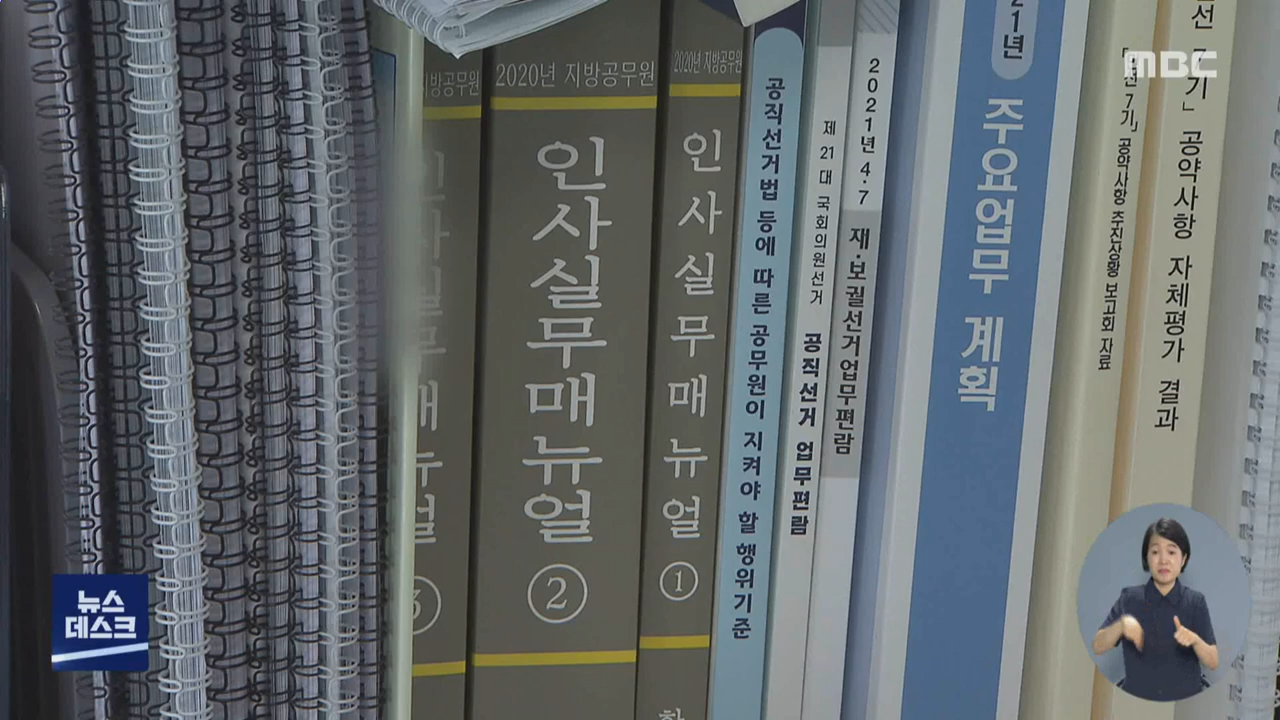 지방공무원
인사실무매뉴얼
③
2020년 지방공무원
인사실무매뉴얼
②
2020년 지방공무원
인사실무매뉴얼
①
공직선거법 등에 따른 공무원이 지켜야 할 행위기준
제21대 국회의원선거 공직선거 업무편람
2021년 4·7 재·보궐선거업무편람
21년 주요업무 계획
7기」 공약사항 추진상황 보고회 자료
선 7기」 공약사항 자체평가 결과
MBC
뉴스
데스크